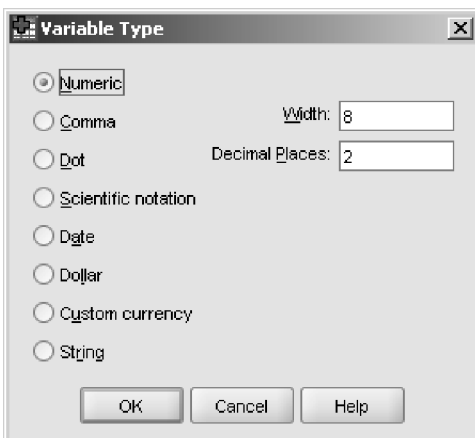 Variable Type
Numeric
Comma
Width: 8
Dot
Decimal Places: 2
Scientific notation
Date
Dollar
Custom currency
String
OK Cancel Help